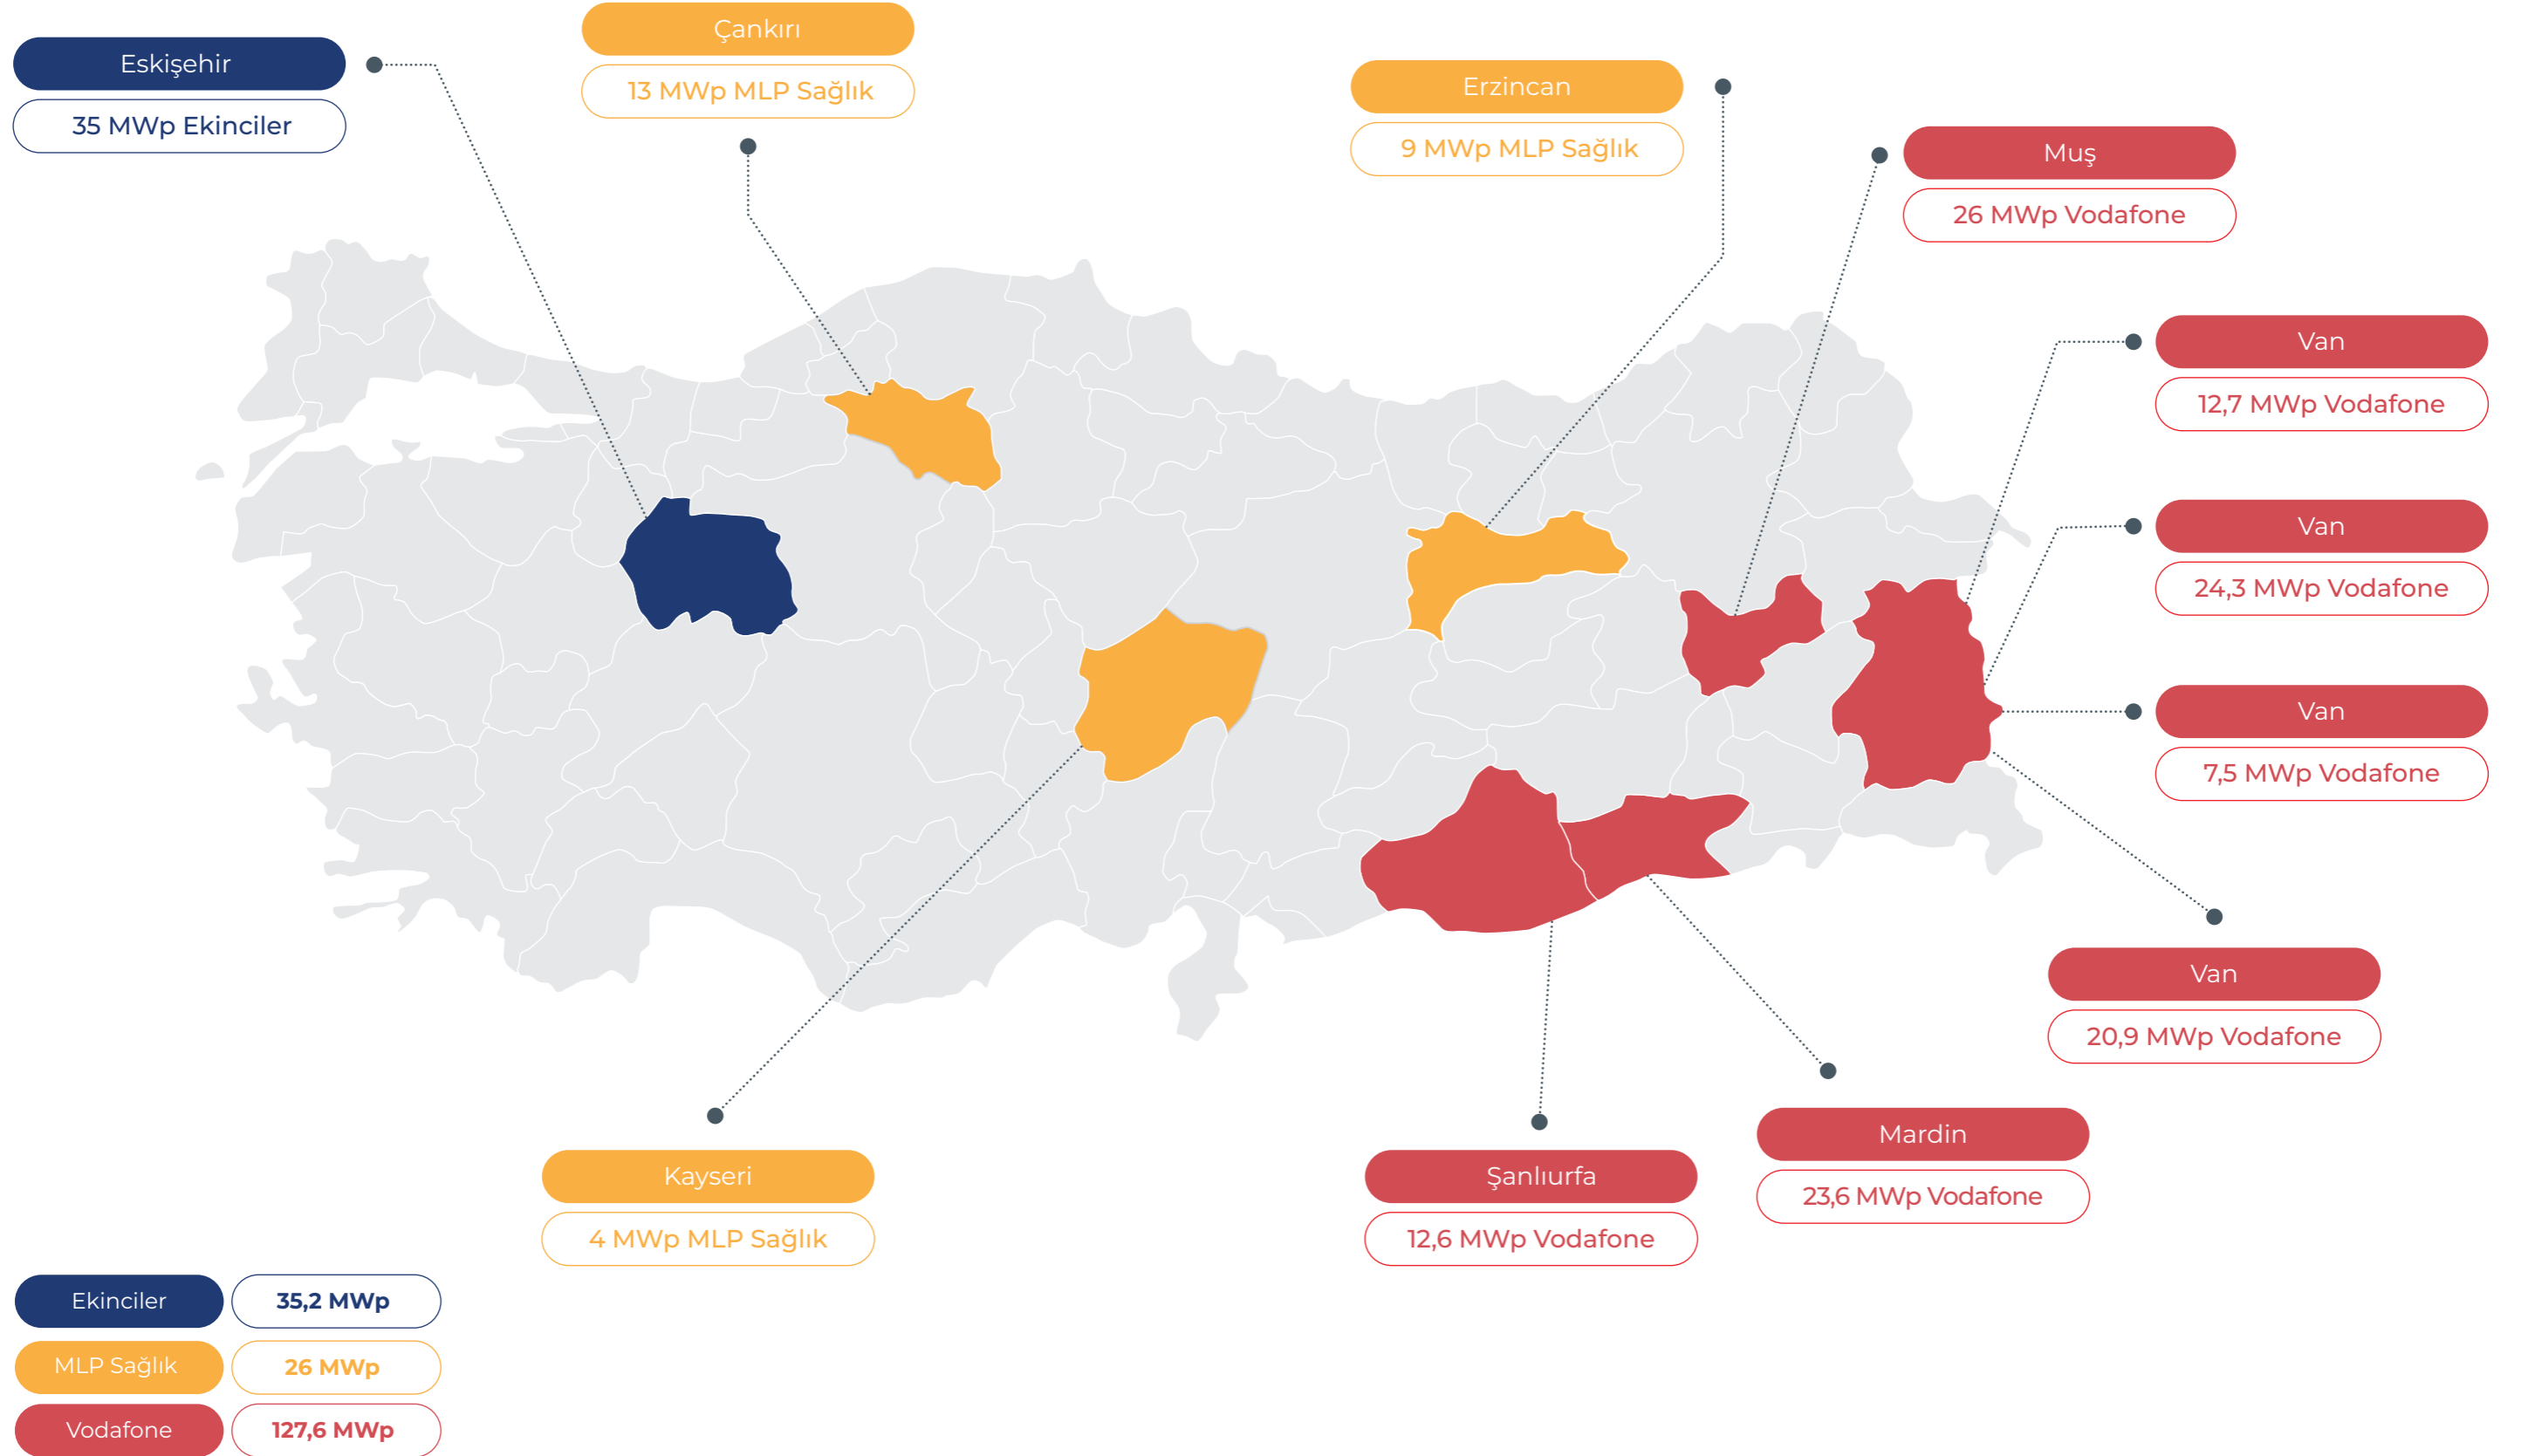 Çankırı
13 MWp MLP Sağlık
Eskişehir
35 MWp Ekinciler
Erzincan
9 MWp MLP Sağlık
Muş
26 MWp Vodafone
Van
12,7 MWp Vodafone
Van
24,3 MWp Vodafone
Van
7,5 MWp Vodafone
Van
20,9 MWp Vodafone
Mardin
23,6 MWp Vodafone
Şanlıurfa
12,6 MWp Vodafone
Kayseri
4 MWp MLP Sağlık
Ekinciler 35,2 MWp
MLP Sağlık 26 MWp
Vodafone 127,6 MWp